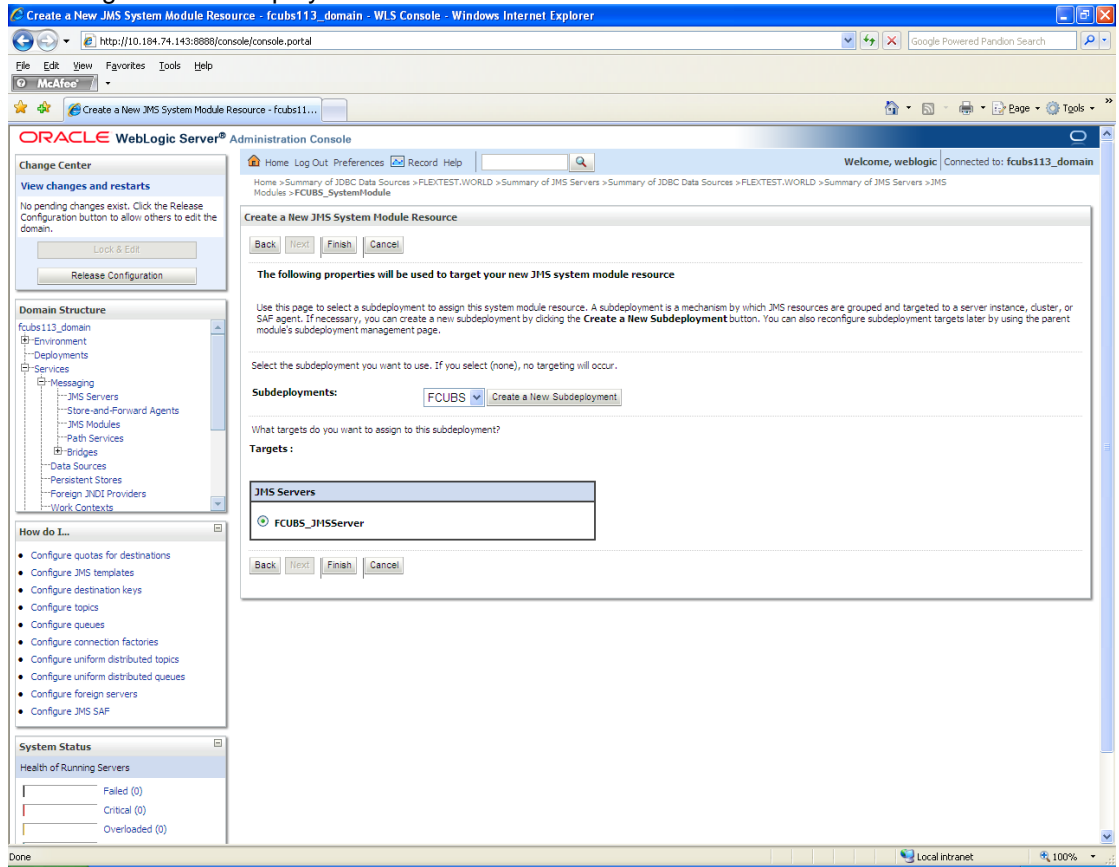 Create a New JMS System Module Resource - fcubs113_domain - WLS Console - Windows Internet Explorer
http://10.184.74.143:8888/console/console.portal
Google Powered Pandion Search
File Edit View Favorites Tools Help
McAfee
Create a New JMS System Module Resource - fcubs11...
Page Tools
ORACLE WebLogic Server® Administration Console
Change Center
View changes and restarts
No pending changes exist. Click the Release
Configuration button to allow others to edit the
domain.
Lock & Edit
Release Configuration
Domain Structure
fcubs113_domain
Environment
Deployments
Services
Messaging
JMS Servers
Store-and-Forward Agents
JMS Modules
Path Services
Bridges
Data Sources
Persistent Stores
Foreign JNDI Providers
Work Contexts
How do I...
Configure quotas for destinations
Configure JMS templates
Configure destination keys
Configure topics
Configure queues
Configure connection factories
Configure uniform distributed topics
Configure uniform distributed queues
Configure foreign servers
Configure JMS SAF
System Status
Health of Running Servers
Failed (0)
Critical (0)
Overloaded (0)
Home Log Out Preferences Record Help
Welcome, weblogic Connected to: fcubs113_domain
Home >Summary of JDBC Data Sources >FLEXTEST.WORLD >Summary of JMS Servers >Summary of JDBC Data Sources >FLEXTEST.WORLD >Summary of JMS Servers >JMS
Modules >FCUBS_SystemModule
Create a New JMS System Module Resource
Back Next Finish Cancel
The following properties will be used to target your new JMS system module resource
Use this page to select a subdeployment to assign this system module resource. A subdeployment is a mechanism by which JMS resources are grouped and targeted to a server instance, cluster, or
SAF agent. If necessary, you can create a new subdeployment by clicking the Create a New Subdeployment button. You can also reconfigure subdeployment targets later by using the parent
module's subdeployment management page.
Select the subdeployment you want to use. If you select (none), no targeting will occur.
Subdeployments: FCUBS Create a New Subdeployment
What targets do you want to assign to this subdeployment?
Targets :
JMS Servers
FCUBS_JMSServer
Back Next Finish Cancel
Done
Local intranet
100%